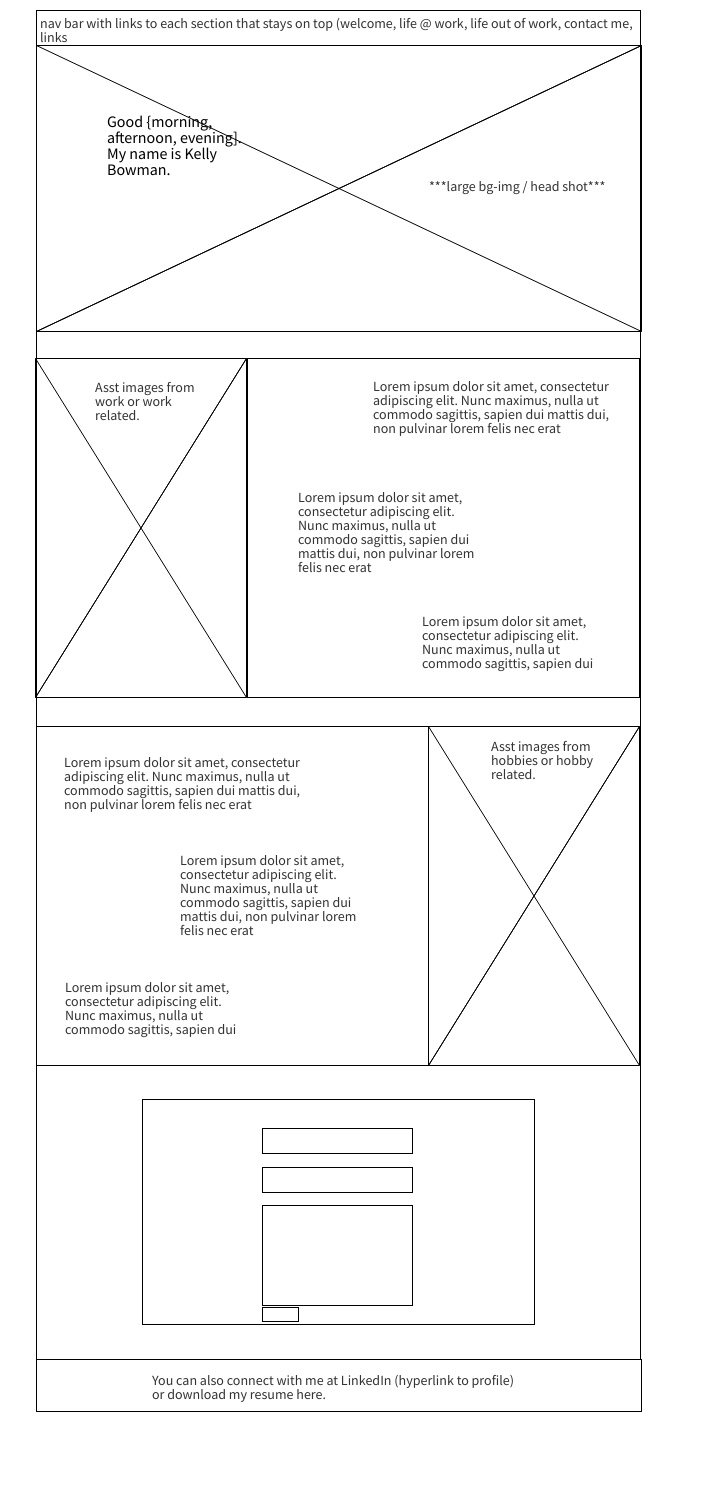 nav bar with links to each section that stays on top (welcome, life @ work, life out of work, contact me,
links
Good {morning,
afternoon, evening].
My name is Kelly
Bowman.
***large bg-img / head shot***
Asst images from
work or work
related.
Lorem ipsum dolor sit amet, consectetur
adipiscing elit. Nunc maximus, nulla ut
commodo sagittis, sapien dui mattis dui,
non pulvinar lorem felis nec erat
Lorem ipsum dolor sit amet,
consectetur adipiscing elit.
Nunc maximus, nulla ut
commodo sagittis, sapien dui
mattis dui, non pulvinar lorem
felis nec erat
Lorem ipsum dolor sit amet,
consectetur adipiscing elit.
Nunc maximus, nulla ut
commodo sagittis, sapien dui
Lorem ipsum dolor sit amet, consectetur
adipiscing elit. Nunc maximus, nulla ut
commodo sagittis, sapien dui mattis dui,
non pulvinar lorem felis nec erat
Asst images from
hobbies or hobby
related.
Lorem ipsum dolor sit amet,
consectetur adipiscing elit.
Nunc maximus, nulla ut
commodo sagittis, sapien dui
mattis dui, non pulvinar lorem
felis nec erat
Lorem ipsum dolor sit amet,
consectetur adipiscing elit.
Nunc maximus, nulla ut
commodo sagittis, sapien dui
You can also connect with me at LinkedIn (hyperlink to profile)
or download my resume here.